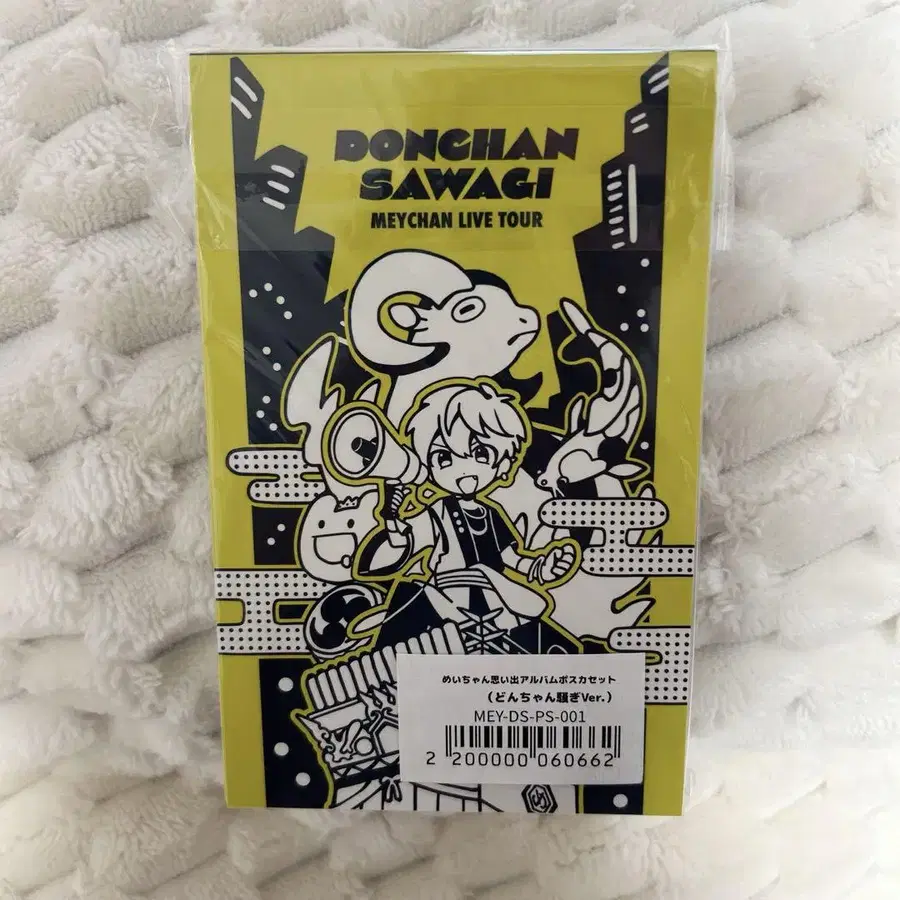 DONCHAN
SAWAGI
MEYCHAN LIVE TOUR
めいちゃん思い出アルバムポスカセット
（どんちゃん騒ぎVer.）
MEY-DS-PS-001
2 200000 060662